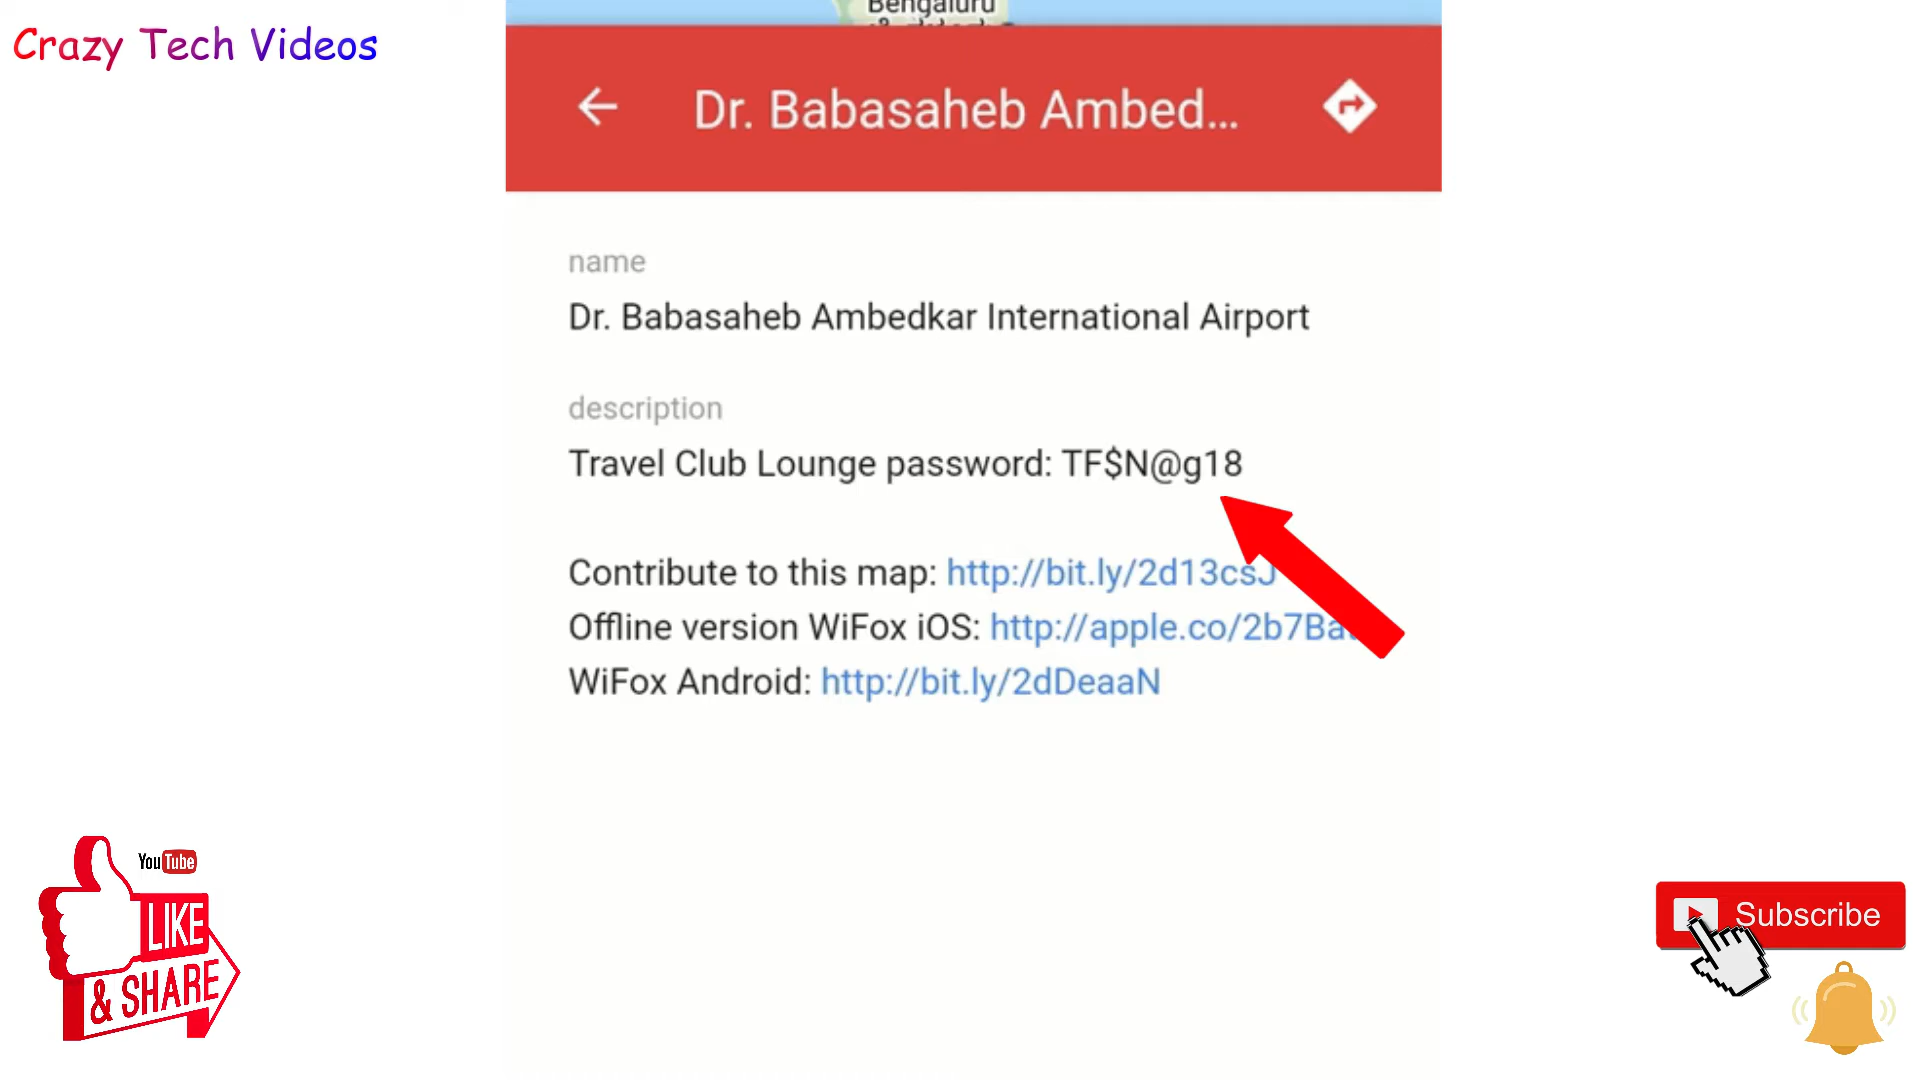 Bengaluru
Crazy Tech Videos
Dr. Babasaheb Ambed...
name
Dr. Babasaheb Ambedkar International Airport
description
Travel Club Lounge password: TF$N@g18
Contribute to this map: http://bit.ly/2d13csJ
Offline version WiFox iOS: http://apple.co/2b7Ba
WiFox Android: http://bit.ly/2dDeaaN
YouTube
LIKE
& SHARE
Subscribe